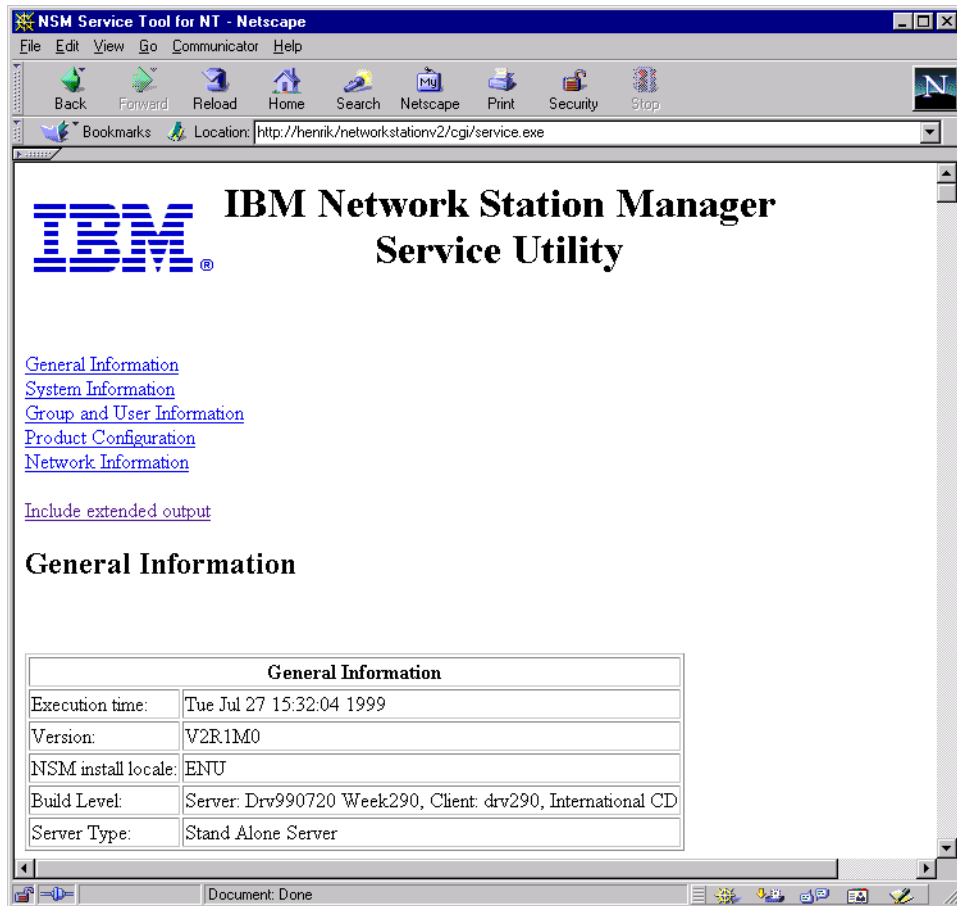 NSM Service Tool for NT - Netscape
File Edit View Go Communicator Help
Back Forward Reload Home Search Netscape Print Security Stop
My
N
Bookmarks Location: http://henrik/networkstationv2/cgi/service.exe
IBM®
IBM Network Station Manager
Service Utility
General Information
System Information
Group and User Information
Product Configuration
Network Information
Include extended output
General Information
General Information
Execution time: Tue Jul 27 15:32:04 1999
Version: V2R1M0
NSM install locale: ENU
Build Level: Server: Drv990720 Week290, Client: drv290, International CD
Server Type: Stand Alone Server
Document: Done